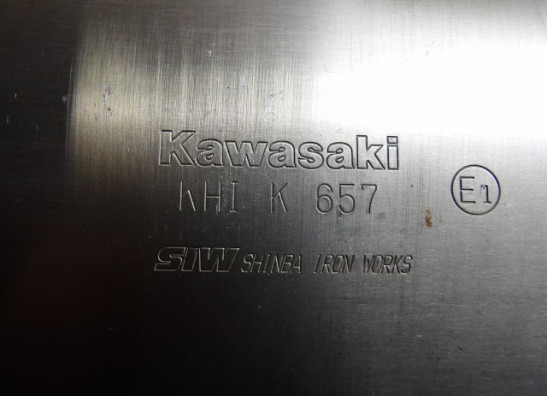 Kawasaki
KHI K 657 E1
SIW SHINBA IRON WORKS